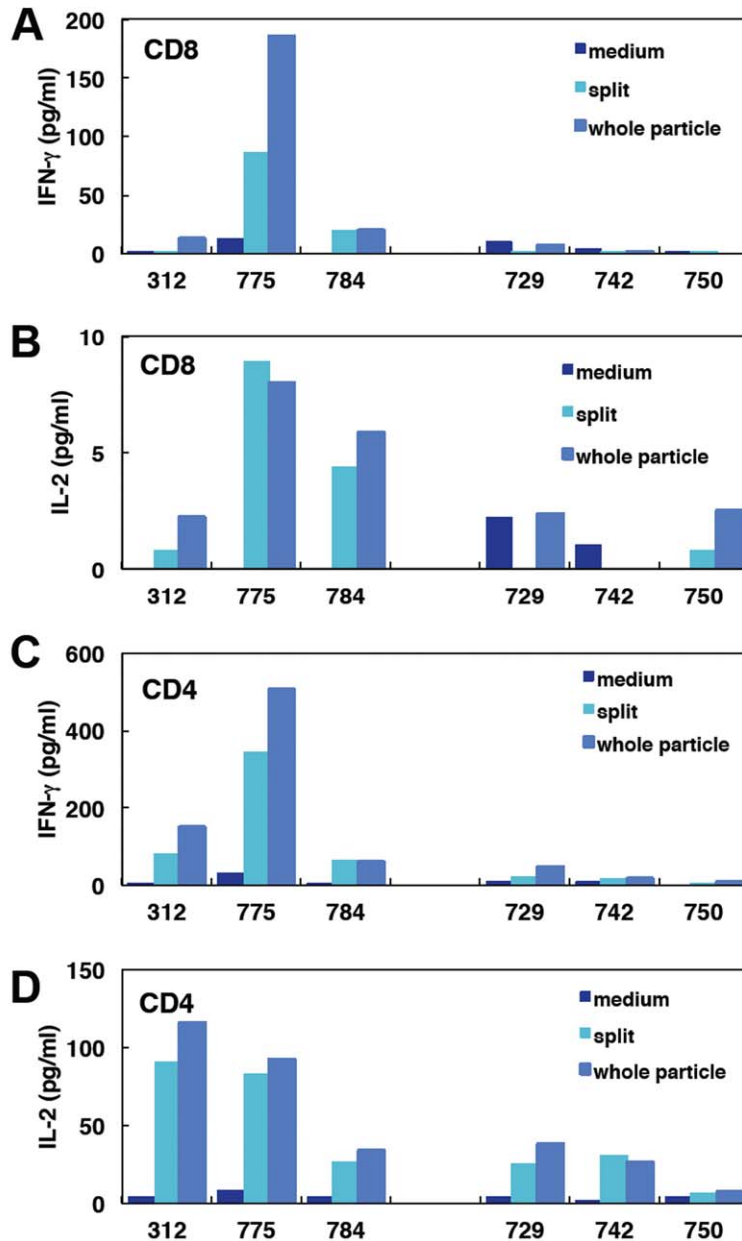 A
CD8
IFN-γ (pg/ml)
200
150
100
50
0
medium
split
whole particle
312 775 784 729 742 750
B
CD8
IL-2 (pg/ml)
10
5
0
medium
split
whole particle
312 775 784 729 742 750
C
CD4
IFN-γ (pg/ml)
600
400
200
0
medium
split
whole particle
312 775 784 729 742 750
D
CD4
IL-2 (pg/ml)
150
100
50
0
medium
split
whole particle
312 775 784 729 742 750